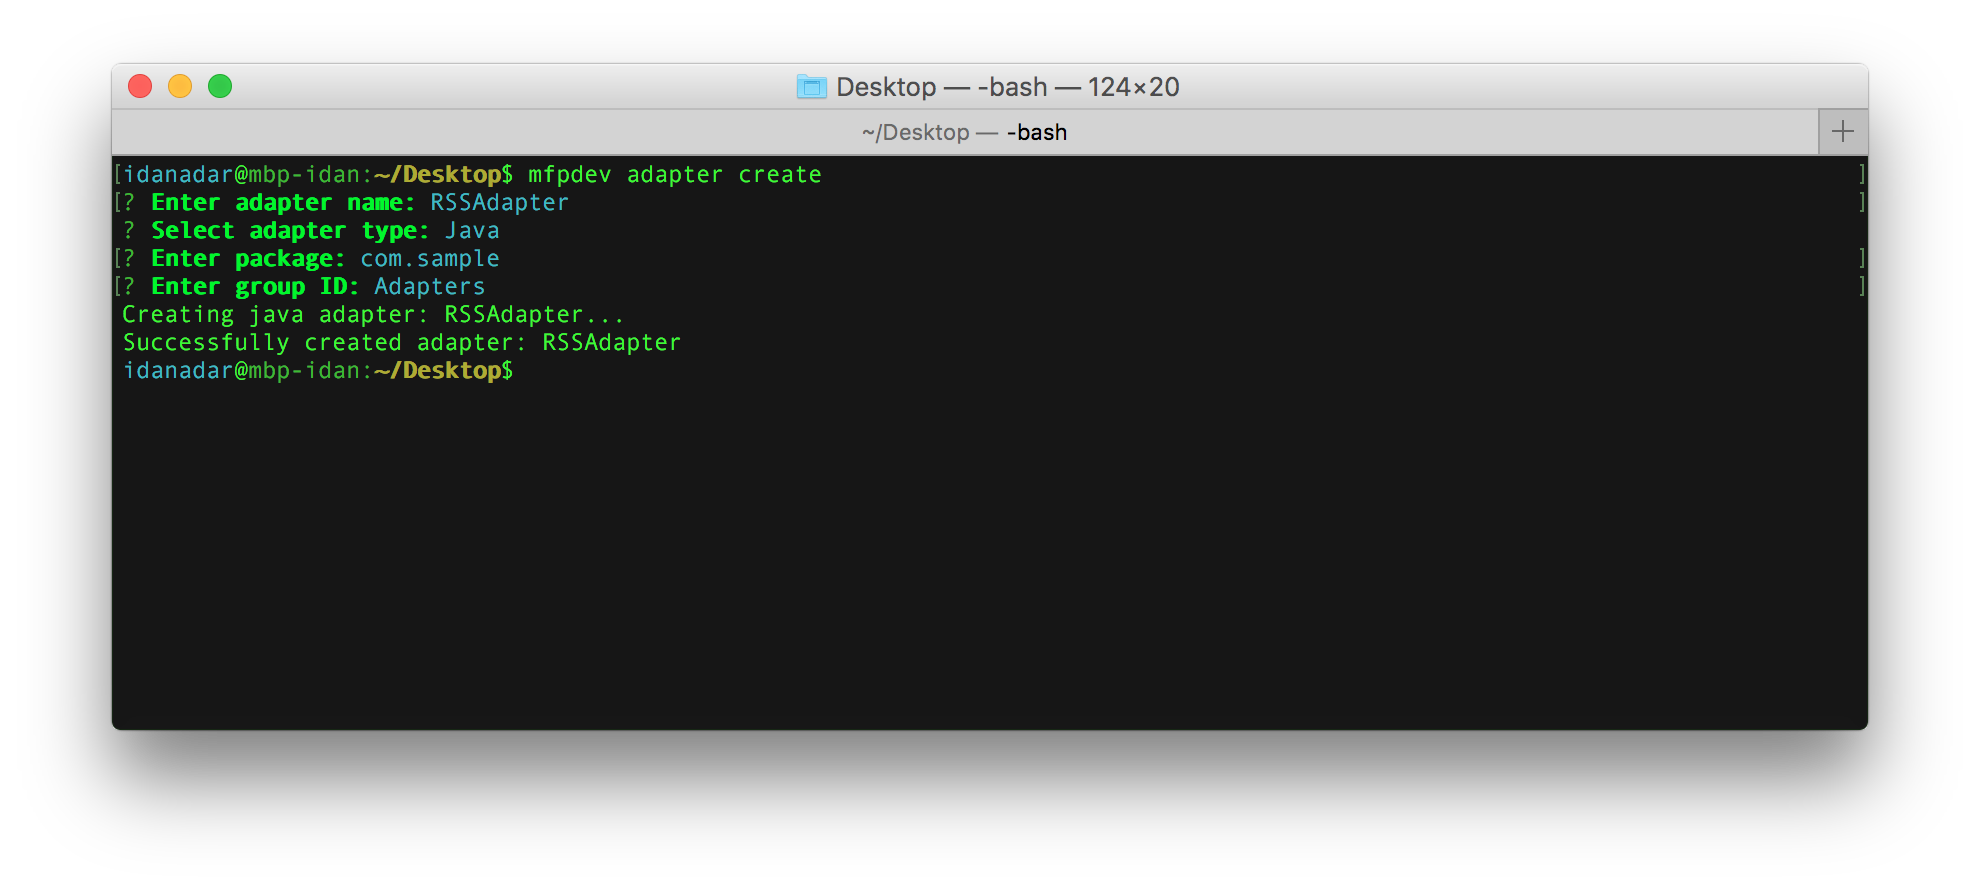 Desktop — -bash — 124×20
~/Desktop — -bash
[idanadar@mbp-idan:~/Desktop$ mfpdev adapter create ]
[? Enter adapter name: RSSAdapter ]
? Select adapter type: Java
[? Enter package: com.sample ]
[? Enter group ID: Adapters ]
Creating java adapter: RSSAdapter...
Successfully created adapter: RSSAdapter
idanadar@mbp-idan:~/Desktop$